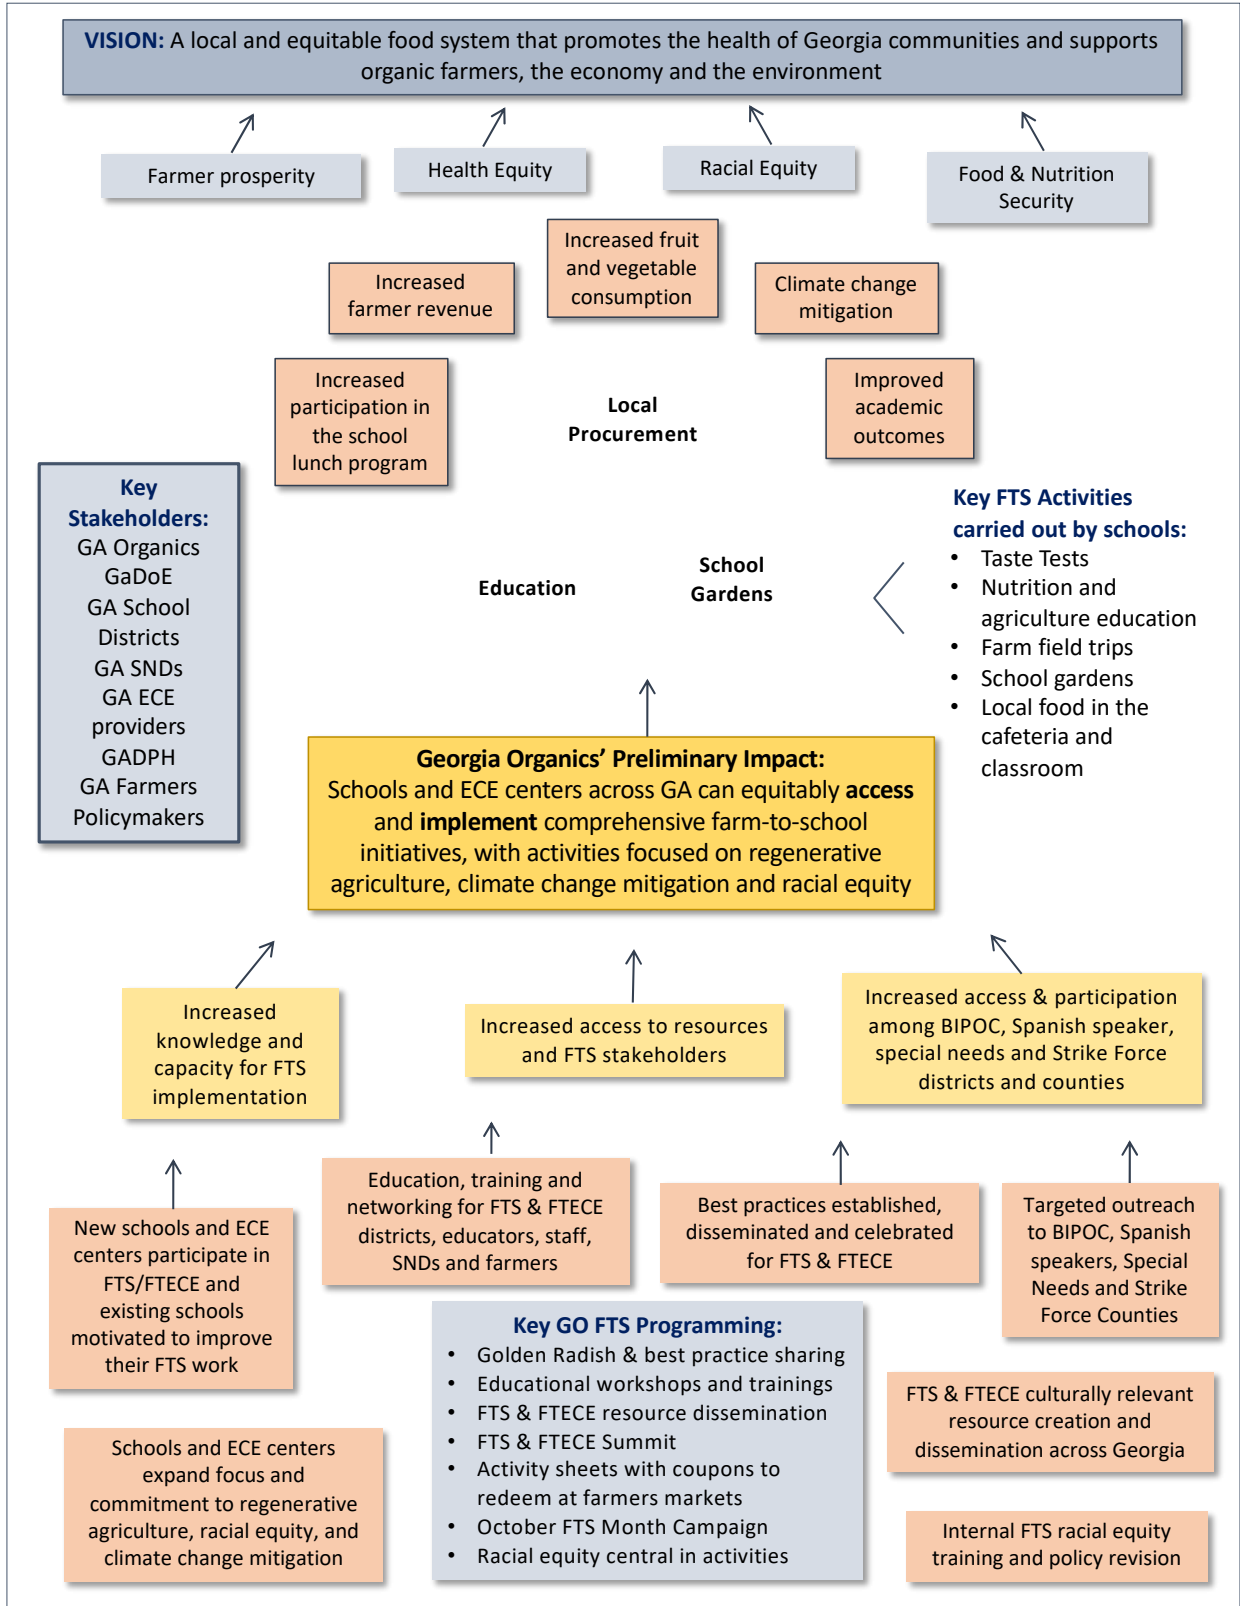 VISION: A local and equitable food system that promotes the health of Georgia communities and supports
organic farmers, the economy and the environment
Farmer prosperity
Health Equity
Racial Equity
Food & Nutrition
Security
Increased fruit
and vegetable
consumption
Increased
farmer revenue
Climate change
mitigation
Increased
participation in
the school
lunch program
Local
Procurement
Improved
academic
outcomes
Key
Stakeholders:
GA Organics
GaDoE
GA School
Districts
GA SNDs
GA ECE
providers
GADPH
GA Farmers
Policymakers
Education
School
Gardens
Key FTS Activities
carried out by schools:
• Taste Tests
• Nutrition and
agriculture education
• Farm field trips
• School gardens
• Local food in the
cafeteria and
classroom
Georgia Organics’ Preliminary Impact:
Schools and ECE centers across GA can equitably access
and implement comprehensive farm-to-school
initiatives, with activities focused on regenerative
agriculture, climate change mitigation and racial equity
Increased
knowledge and
capacity for FTS
implementation
Increased access to resources
and FTS stakeholders
Increased access & participation
among BIPOC, Spanish speaker,
special needs and Strike Force
districts and counties
New schools and ECE
centers participate in
FTS/FTECE and
existing schools
motivated to improve
their FTS work
Education, training and
networking for FTS & FTECE
districts, educators, staff,
SNDs and farmers
Best practices established,
disseminated and celebrated
for FTS & FTECE
Targeted outreach
to BIPOC, Spanish
speakers, Special
Needs and Strike
Force Counties
Schools and ECE centers
expand focus and
commitment to regenerative
agriculture, racial equity, and
climate change mitigation
Key GO FTS Programming:
• Golden Radish & best practice sharing
• Educational workshops and trainings
• FTS & FTECE resource dissemination
• FTS & FTECE Summit
• Activity sheets with coupons to
redeem at farmers markets
• October FTS Month Campaign
• Racial equity central in activities
FTS & FTECE culturally relevant
resource creation and
dissemination across Georgia
Internal FTS racial equity
training and policy revision